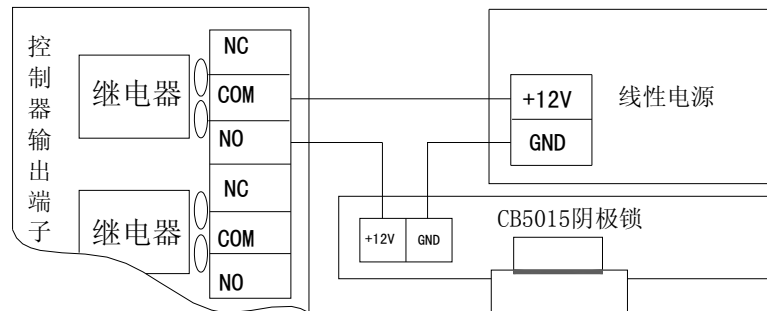 控制器输出端子
继电器
NC
COM
NO
继电器
NC
COM
NO
+12V
GND
线性电源
CB5015阴极锁
+12V
GND